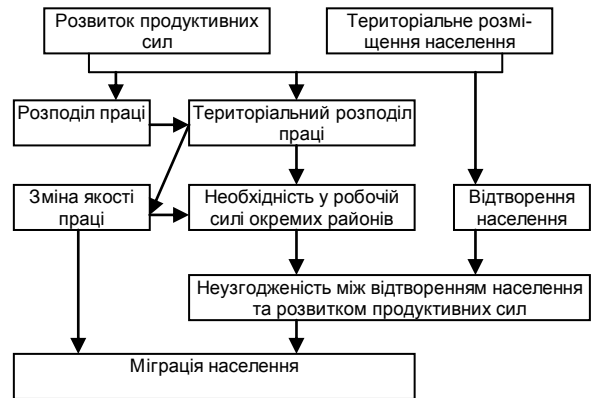 Розвиток продуктивних
сил
Територіальне розмі-
щення населення
Розподіл праці
Територіальний розподіл
праці
Зміна якості
праці
Необхідність у робочій
силі окремих районів
Відтворення
населення
Неузгодженість між відтворенням населення
та розвитком продуктивних сил
Міграція населення